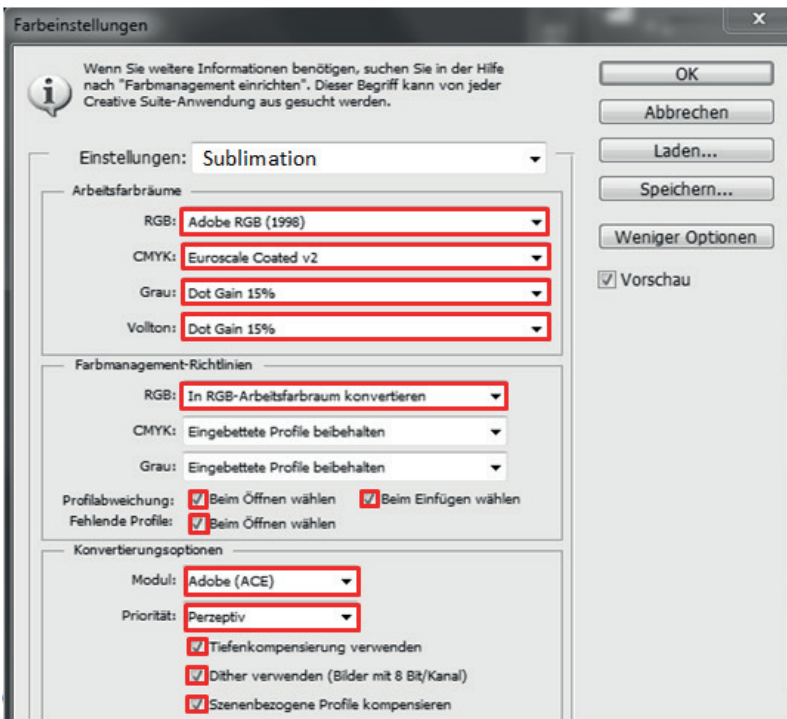 Farbeinstellungen
x
Wenn Sie weitere Informationen benötigen, suchen Sie in der Hilfe
nach "Farbmanagement einrichten". Dieser Begriff kann von jeder
Creative Suite-Anwendung aus gesucht werden.
OK
Abbrechen
Laden...
Speichern...
Weniger Optionen
Vorschau
Einstellungen: Sublimation
Arbeitsfarbräume
RGB: Adobe RGB (1998)
CMYK: Euroscale Coated v2
Grau: Dot Gain 15%
Vollton: Dot Gain 15%
Farbmanagement-Richtlinien
RGB: In RGB-Arbeitsfarbraum konvertieren
CMYK: Eingebettete Profile beibehalten
Grau: Eingebettete Profile beibehalten
Profilabweichung: Beim Öffnen wählen Beim Einfügen wählen
Fehlende Profile: Beim Öffnen wählen
Konvertierungsoptionen
Modul: Adobe (ACE)
Priorität: Perzeptiv
Tiefenkompensierung verwenden
Dither verwenden (Bilder mit 8 Bit/Kanal)
Szenenbezogene Profile kompensieren